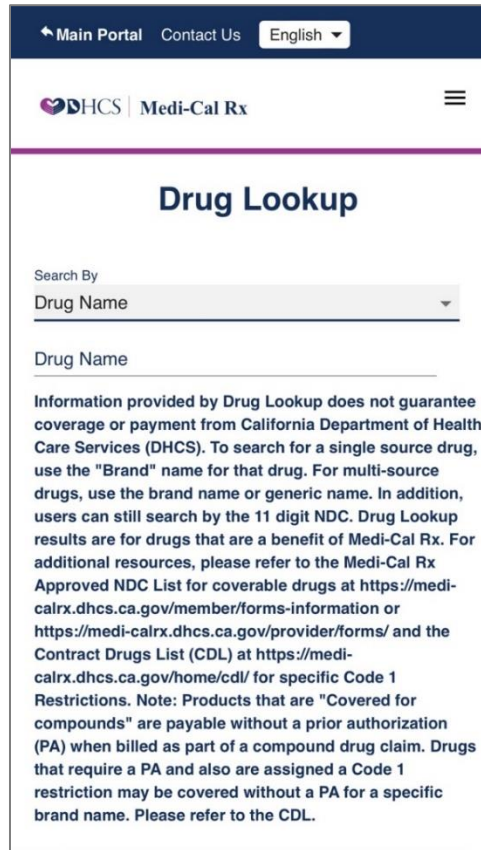 Main Portal Contact Us English
DHCS Medi-Cal Rx
Drug Lookup
Search By
Drug Name
Drug Name
Information provided by Drug Lookup does not guarantee
coverage or payment from California Department of Health
Care Services (DHCS). To search for a single source drug,
use the "Brand" name for that drug. For multi-source
drugs, use the brand name or generic name. In addition,
users can still search by the 11 digit NDC. Drug Lookup
results are for drugs that are a benefit of Medi-Cal Rx. For
additional resources, please refer to the Medi-Cal Rx
Approved NDC List for coverable drugs at https://medi-
calrx.dhcs.ca.gov/member/forms-information or
https://medi-calrx.dhcs.ca.gov/provider/forms/ and the
Contract Drugs List (CDL) at https://medi-
calrx.dhcs.ca.gov/home/cdl/ for specific Code 1
Restrictions. Note: Products that are "Covered for
compounds" are payable without a prior authorization
(PA) when billed as part of a compound drug claim. Drugs
that require a PA and also are assigned a Code 1
restriction may be covered without a PA for a specific
brand name. Please refer to the CDL.